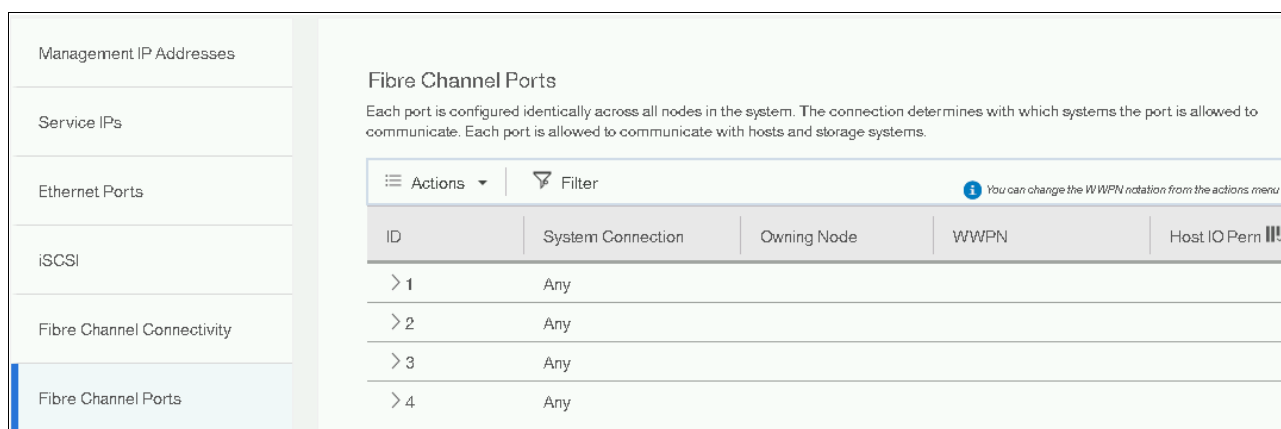 Management IP Addresses
Service IPs
Ethernet Ports
iSCSI
Fibre Channel Connectivity
Fibre Channel Ports
Fibre Channel Ports
Each port is configured identically across all nodes in the system. The connection determines with which systems the port is allowed to
communicate. Each port is allowed to communicate with hosts and storage systems.
Actions Filter You can change the WWPN notation from the actions menu
ID System Connection Owning Node WWPN Host IO Perm
1 Any
2 Any
3 Any
4 Any